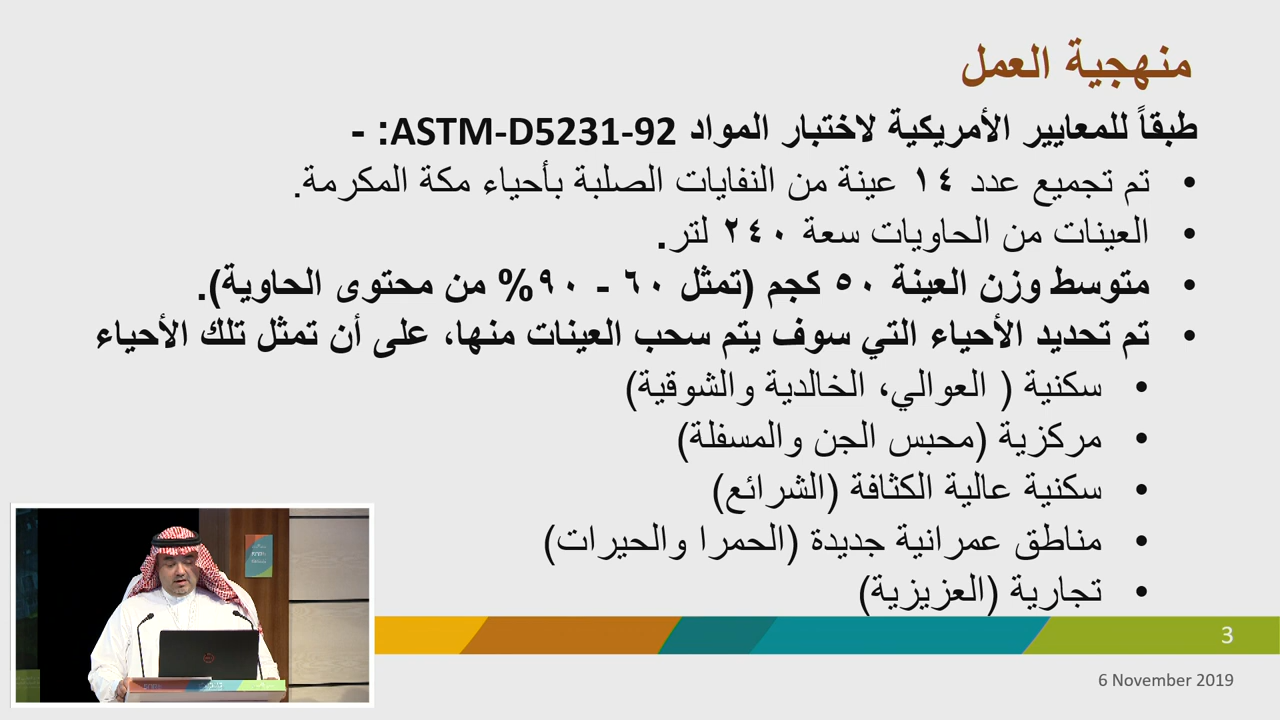 منهجية العمل
طبقاً للمعايير الأمريكية لاختبار المواد ASTM-D5231-92: -
• تم تجميع عدد ١٤ عينة من النفايات الصلبة بأحياء مكة المكرمة.
• العينات من الحاويات سعة ٢٤٠ لتر.
• متوسط وزن العينة ٥٠ كجم (تمثل ٦٠ - ٩٠% من محتوى الحاوية).
• تم تحديد الأحياء التي سوف يتم سحب العينات منها، على أن تمثل تلك الأحياء
• سكنية ( العوالي، الخالدية والشوقية)
• مركزية (محبس الجن والمسفلة)
• سكنية عالية الكثافة (الشرائع)
• مناطق عمرانية جديدة (الحمرا والحيرات)
• تجارية (العزيزية)
3
6 November 2019